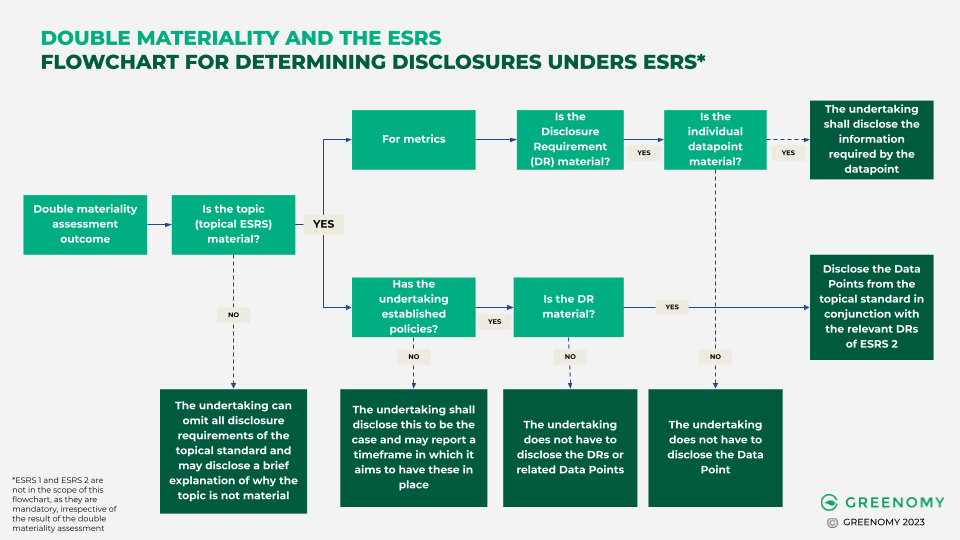 DOUBLE MATERIALITY AND THE ESRS
FLOWCHART FOR DETERMINING DISCLOSURES UNDERS ESRS*
For metrics
Is the
Disclosure
Requirement
(DR) material?
YES
Is the
individual
datapoint
material?
YES
The undertaking
shall disclose the
information
required by the
datapoint
Double materiality
assessment
outcome
Is the topic
(topical ESRS)
material?
YES
Has the
undertaking
established
policies?
YES
Is the DR
material?
YES
Disclose the Data
Points from the
topical standard in
conjunction with
the relevant DRs
of ESRS 2
NO
NO
NO
NO
The undertaking can
omit all disclosure
requirements of the
topical standard and
may disclose a brief
explanation of why the
topic is not material
The undertaking shall
disclose this to be the
case and may report a
timeframe in which it
aims to have these in
place
The undertaking
does not have to
disclose the DRs or
related Data Points
The undertaking
does not have to
disclose the Data
Point
*ESRS 1 and ESRS 2 are
not in the scope of this
flowchart, as they are
mandatory, irrespective of
the result of the double
materiality assessment
GREENOMY
© GREENOMY 2023